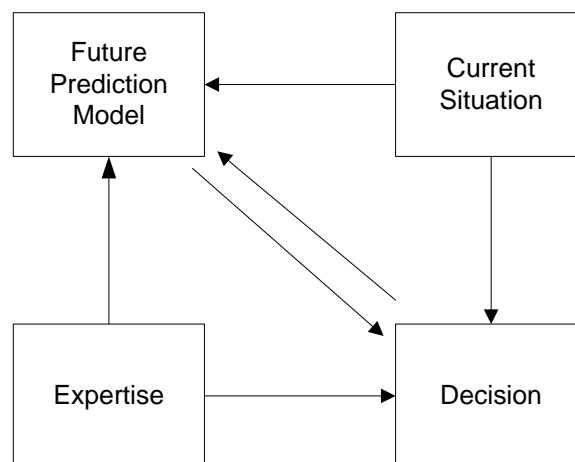 Future
Prediction
Model
Current
Situation
Expertise
Decision